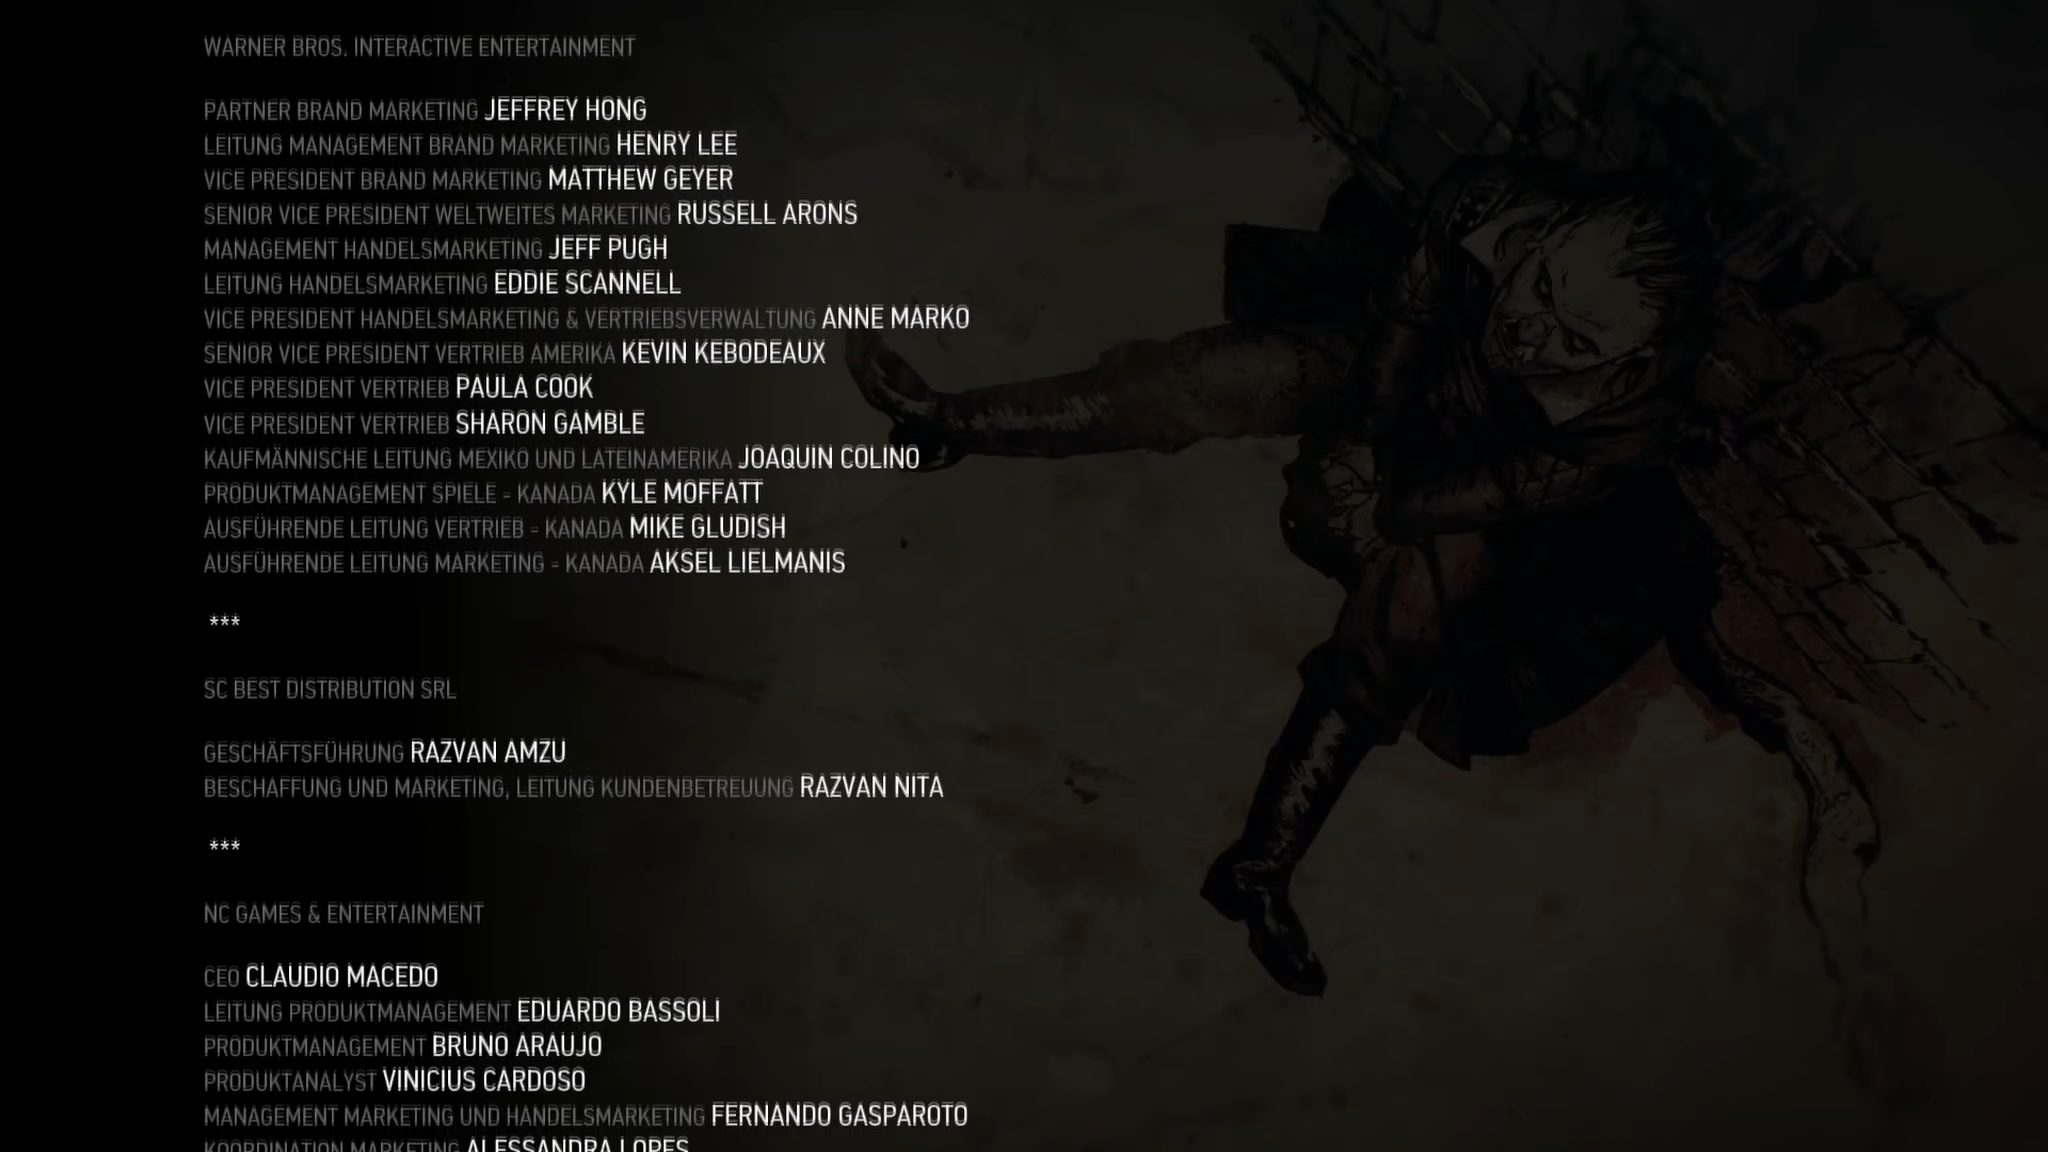 WARNER BROS. INTERACTIVE ENTERTAINMENT
PARTNER BRAND MARKETING JEFFREY HONG
LEITUNG MANAGEMENT BRAND MARKETING HENRY LEE
VICE PRESIDENT BRAND MARKETING MATTHEW GEYER
SENIOR VICE PRESIDENT WELTWEITES MARKETING RUSSELL ARONS
MANAGEMENT HANDELSMARKETING JEFF PUGH
LEITUNG HANDELSMARKETING EDDIE SCANNELL
VICE PRESIDENT HANDELSMARKETING & VERTRIEBSVERWALTUNG ANNE MARKO
SENIOR VICE PRESIDENT VERTRIEB AMERIKA KEVIN KEBODEAUX
VICE PRESIDENT VERTRIEB PAULA COOK
VICE PRESIDENT VERTRIEB SHARON GAMBLE
KAUFMÄNNISCHE LEITUNG MEXIKO UND LATEINAMERIKA JOAQUIN COLINO
PRODUKTMANAGEMENT SPIELE - KANADA KYLE MOFFATT
AUSFÜHRENDE LEITUNG VERTRIEB - KANADA MIKE GLUDISH
AUSFÜHRENDE LEITUNG MARKETING - KANADA AKSEL LIELMANIS
***
SC BEST DISTRIBUTION SRL
GESCHÄFTSFÜHRUNG RAZVAN AMZU
BESCHAFFUNG UND MARKETING, LEITUNG KUNDENBETREUUNG RAZVAN NITA
***
NC GAMES & ENTERTAINMENT
CEO CLAUDIO MACEDO
LEITUNG PRODUKTMANAGEMENT EDUARDO BASSOLI
PRODUKTMANAGEMENT BRUNO ARAUJO
PRODUKTANALYST VINICIUS CARDOSO
MANAGEMENT MARKETING UND HANDELSMARKETING FERNANDO GASPAROTO
KOORDINATION MARKETING ALESSANDRA LOPES